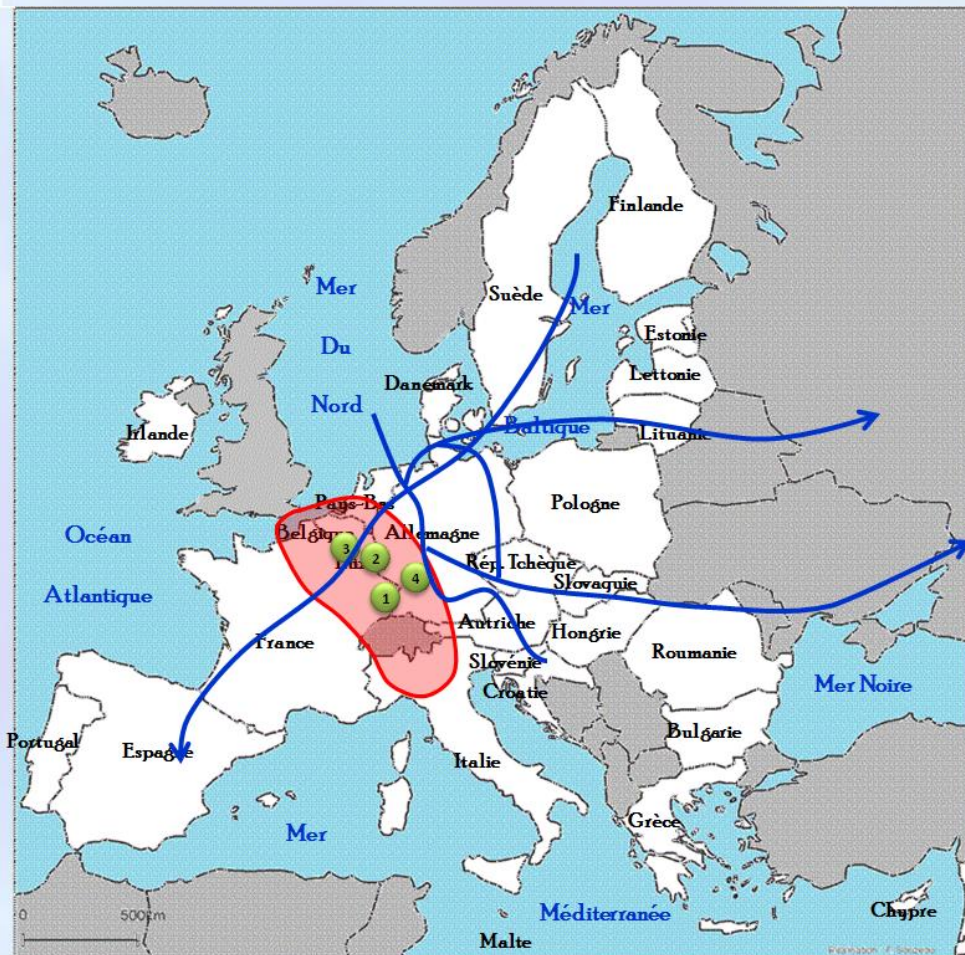 Finlande
Mer
Suède
Mer
Estonie
Du
Lettonie
Danemark
Nord
Irlande
Baltique
Lituanie
Pays-Bas
Pologne
Océan
Belgique
Allemagne
3
2
Rép. Tchèque
4
Slovaquie
Atlantique
1
Autriche
Hongrie
France
Roumanie
Slovénie
Mer Noire
Croatie
Portugal
Espagne
Bulgarie
Italie
Grèce
Mer
0
500km
Méditerranée
Chypre
Malte